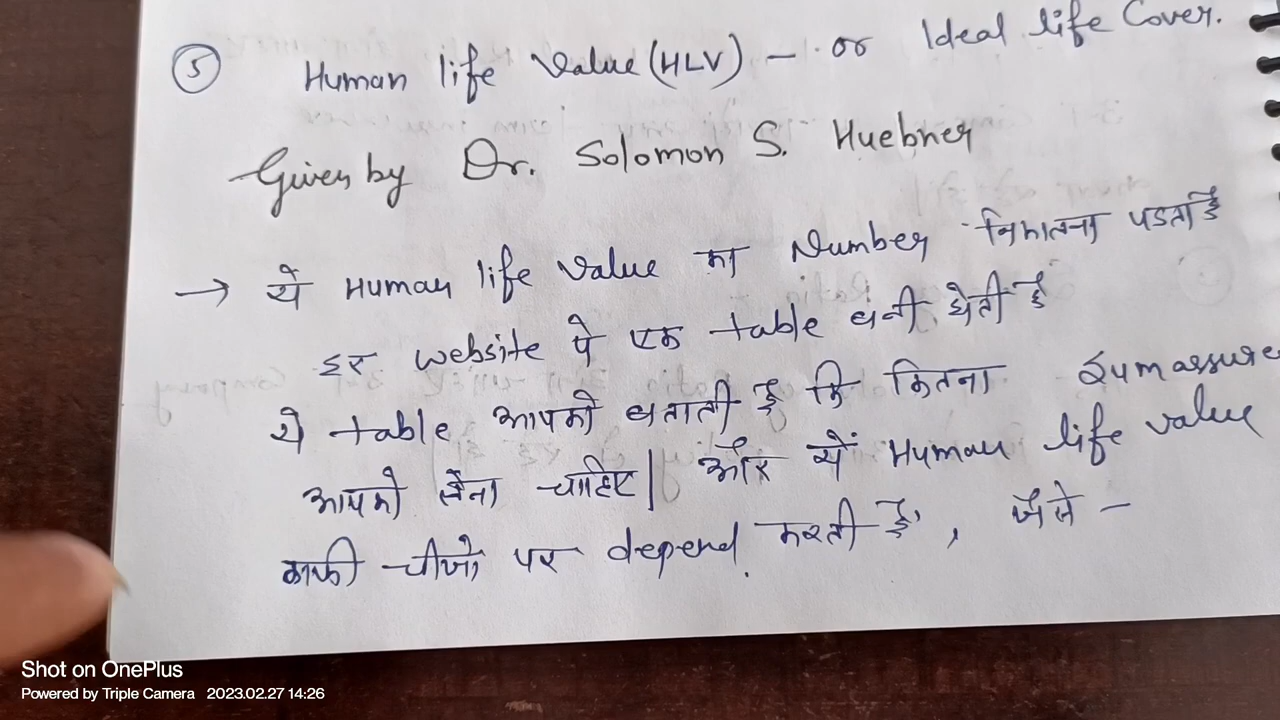 ⑤ Human life Value (HLV) - or Ideal life Cover.
Given by Dr. Solomon S. Huebner
→ ये Human life value का Number निकालना पडता है
हर website पे एक table बनी होती है
ये table आपको बताती है कि कितना Sum assure
आपको लेना चाहिए| और ये Human life value
काफी चीजो पर depend करती है, जैसे -
Shot on OnePlus
Powered by Triple Camera 2023.02.27 14:26